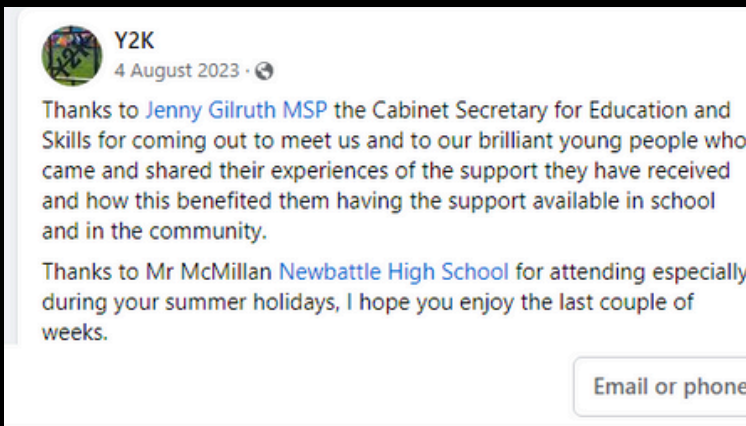 Y2K
4 August 2023 ·
Thanks to Jenny Gilruth MSP the Cabinet Secretary for Education and
Skills for coming out to meet us and to our brilliant young people who
came and shared their experiences of the support they have received
and how this benefited them having the support available in school
and in the community.
Thanks to Mr McMillan Newbattle High School for attending especially
during your summer holidays, I hope you enjoy the last couple of
weeks.
Email or phone